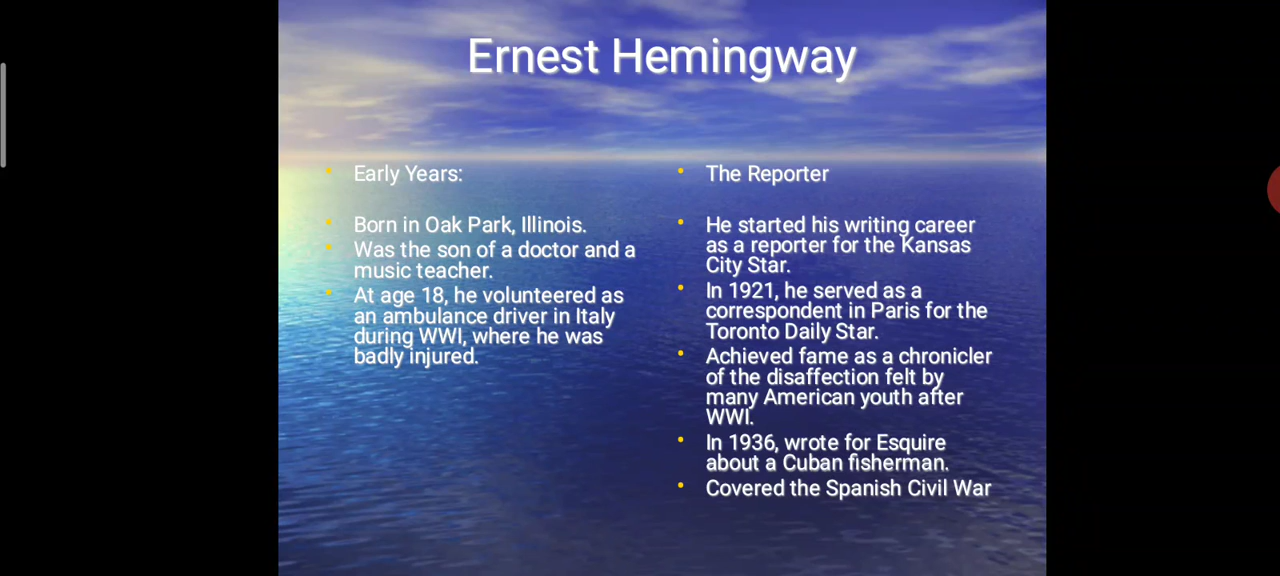 Ernest Hemingway
• Early Years:
• Born in Oak Park, Illinois.
• Was the son of a doctor and a
music teacher.
• At age 18, he volunteered as
an ambulance driver in Italy
during WWI, where he was
badly injured.
• The Reporter
• He started his writing career
as a reporter for the Kansas
City Star.
• In 1921, he served as a
correspondent in Paris for the
Toronto Daily Star.
• Achieved fame as a chronicler
of the disaffection felt by
many American youth after
WWI.
• In 1936, wrote for Esquire
about a Cuban fisherman.
• Covered the Spanish Civil War